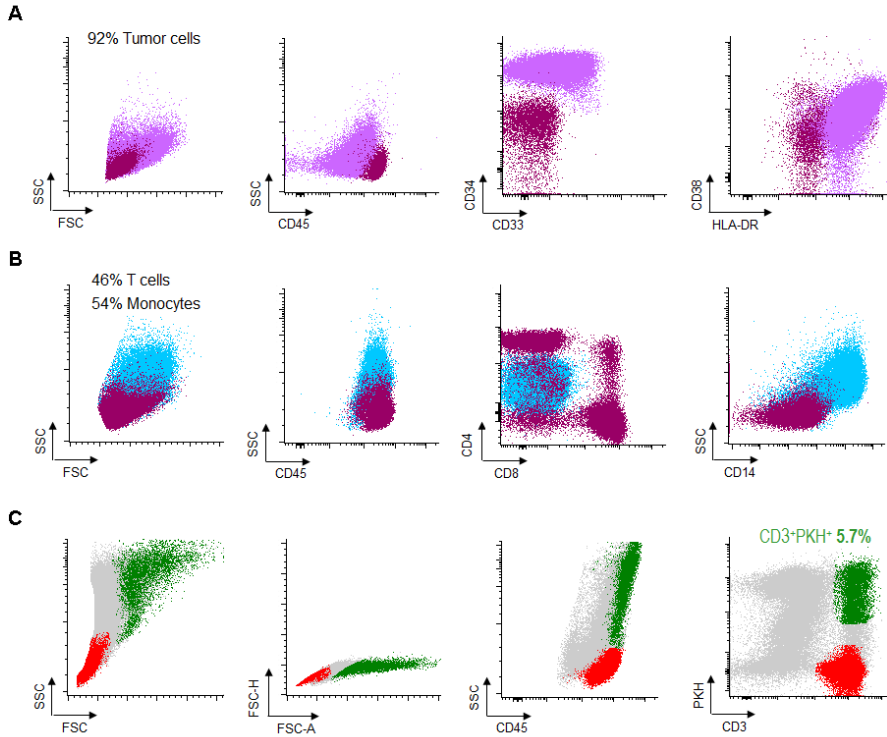 A
92% Tumor cells
SSC
FSC
SSC
CD45
CD34
CD33
CD38
HLA-DR
B
46% T cells
54% Monocytes
SSC
FSC
SSC
CD45
CD4
CD8
SSC
CD14
C
CD3⁺PKH⁺ 5.7%
SSC
FSC
FSC-H
FSC-A
SSC
CD45
PKH
CD3